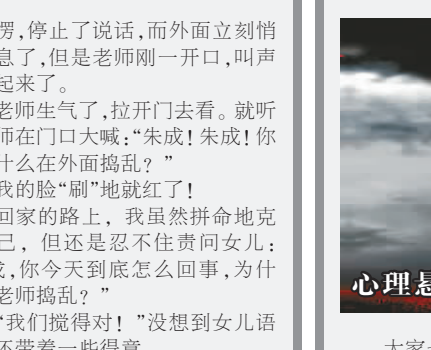 愣,停止了说话,而外面立刻悄
息了,但是老师刚一开口,叫声
起来了。
老师生气了,拉开门去看。就听
师在门口大喊:“朱成!朱成!你
什么在外面捣乱?”
我的脸“刷”地就红了!
回家的路上,我虽然拼命地克
己,但还是忍不住责问女儿:
,你今天到底怎么回事,为什
老师捣乱?”
“我们搅得对!”没想到女儿语
还带着一些得意
心理
大家